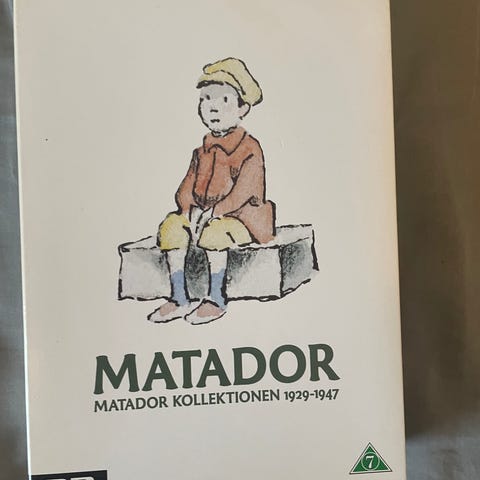 MATADOR
MATADOR KOLLEKTIONEN 1929-1947
7